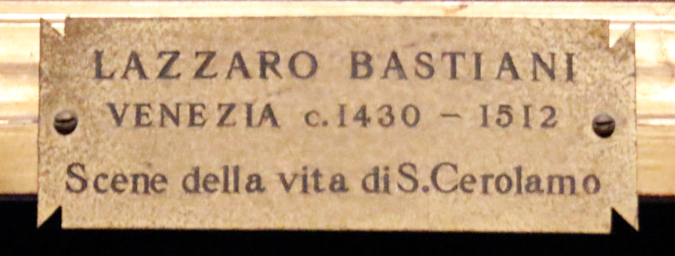 LAZZARO BASTIANI
VENEZIA c.1430 - 1512
Scene della vita di S.Cerolamo